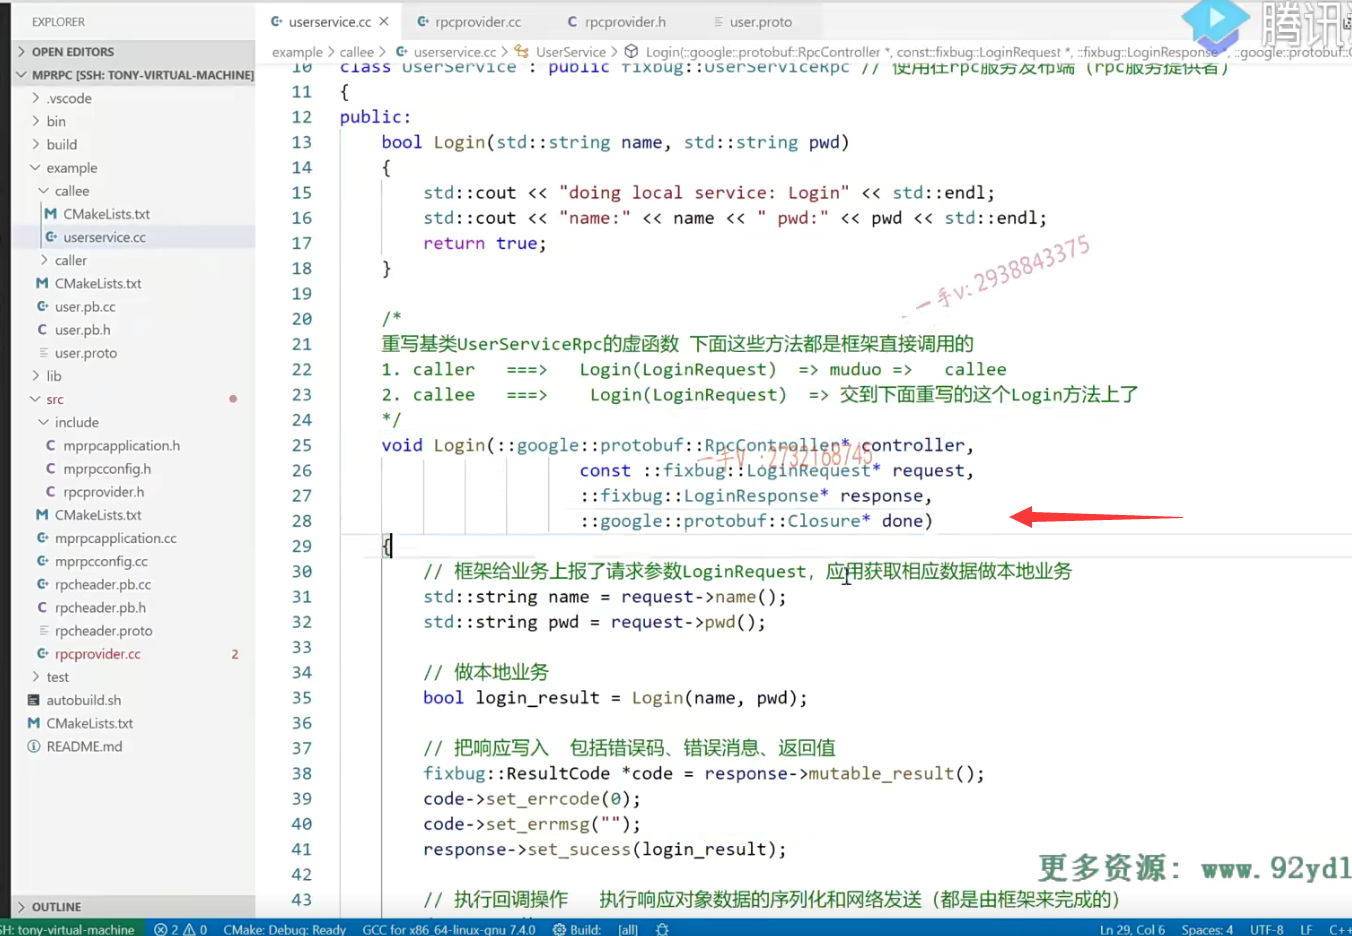 EXPLORER
OPEN EDITORS
MPRPC [SSH: TONY-VIRTUAL-MACHINE]
.vscode
bin
build
example
callee
CMakeLists.txt
userservice.cc
caller
CMakeLists.txt
user.pb.cc
user.pb.h
user.proto
lib
src
include
mprpcapplication.h
mprpcconfig.h
rpcprovider.h
CMakeLists.txt
mprpcapplication.cc
mprpcconfig.cc
rpcheader.pb.cc
rpcheader.pb.h
rpcheader.proto
rpcprovider.cc 2
test
autobuild.sh
CMakeLists.txt
README.md
OUTLINE
userservice.cc rpcprovider.cc rpcprovider.h user.proto
腾讯
example > callee > userservice.cc > UserService > Login(::google::protobuf::RpcController *, const::fixbug::LoginRequest *, ::fixbug::LoginResponse *, ::google::protobuf::
10 class UserService : public fixbug::UserServiceRpc // 使用在rpc服务发布端（rpc服务提供者）
11 {
12 public:
13 bool Login(std::string name, std::string pwd)
14 {
15 std::cout << "doing local service: Login" << std::endl;
16 std::cout << "name:" << name << " pwd:" << pwd << std::endl;
17 return true;
18 }
19
20 /*
21 重写基类UserServiceRpc的虚函数 下面这些方法都是框架直接调用的
22 1. caller ===> Login(LoginRequest) => muduo => callee
23 2. callee ===> Login(LoginRequest) => 交到下面重写的这个Login方法上了
24 */
25 void Login(::google::protobuf::RpcController* controller,
26 const ::fixbug::LoginRequest* request,
27 ::fixbug::LoginResponse* response,
28 ::google::protobuf::Closure* done)
29 {
30 // 框架给业务上报了请求参数LoginRequest，应用获取相应数据做本地业务
31 std::string name = request->name();
32 std::string pwd = request->pwd();
33
34 // 做本地业务
35 bool login_result = Login(name, pwd);
36
37 // 把响应写入 包括错误码、错误消息、返回值
38 fixbug::ResultCode *code = response->mutable_result();
39 code->set_errcode(0);
40 code->set_errmsg("");
41 response->set_sucess(login_result);
42
43 // 执行回调操作 执行响应对象数据的序列化和网络发送（都是由框架来完成的）
一手v: 2938843375
一手V :2732168745
更多资源: www.92ydl
SH: tony-virtual-machine 2 0 CMake: Debug: Ready GCC for x86_64-linux-gnu 7.4.0 Build: [all] Ln 29, Col 6 Spaces: 4 UTF-8 LF C++